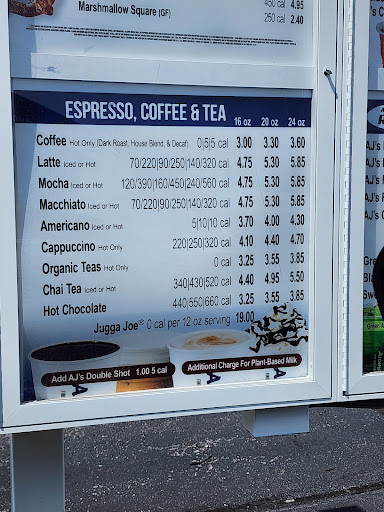 450 cal 4.95
Marshmallow Square (GF) 250 cal 2.40
ESPRESSO, COFFEE & TEA 16 oz 20 oz 24 oz
Coffee Hot Only (Dark Roast, House Blend, & Decaf) 0|5|5 cal 3.00 3.30 3.60
Latte Iced or Hot 70/220|90/250|140/320 cal 4.75 5.30 5.85
Mocha Iced or Hot 120/390|160/450|240/560 cal 4.75 5.30 5.85
Macchiato Iced or Hot 70/220|90/250|140/320 cal 4.75 5.30 5.85
Americano Iced or Hot 5|10|10 cal 3.70 4.00 4.30
Cappuccino Hot Only 220|250|320 cal 4.10 4.40 4.70
Organic Teas Hot Only 0 cal 3.25 3.55 3.85
Chai Tea Iced or Hot 340|430|520 cal 4.40 4.95 5.50
Hot Chocolate 440|550|660 cal 3.25 3.55 3.85
Jugga Joe® 0 cal per 12 oz serving 19.00
Add AJ's Double Shot 1.00 5 cal
Additional Charge For Plant-Based Milk